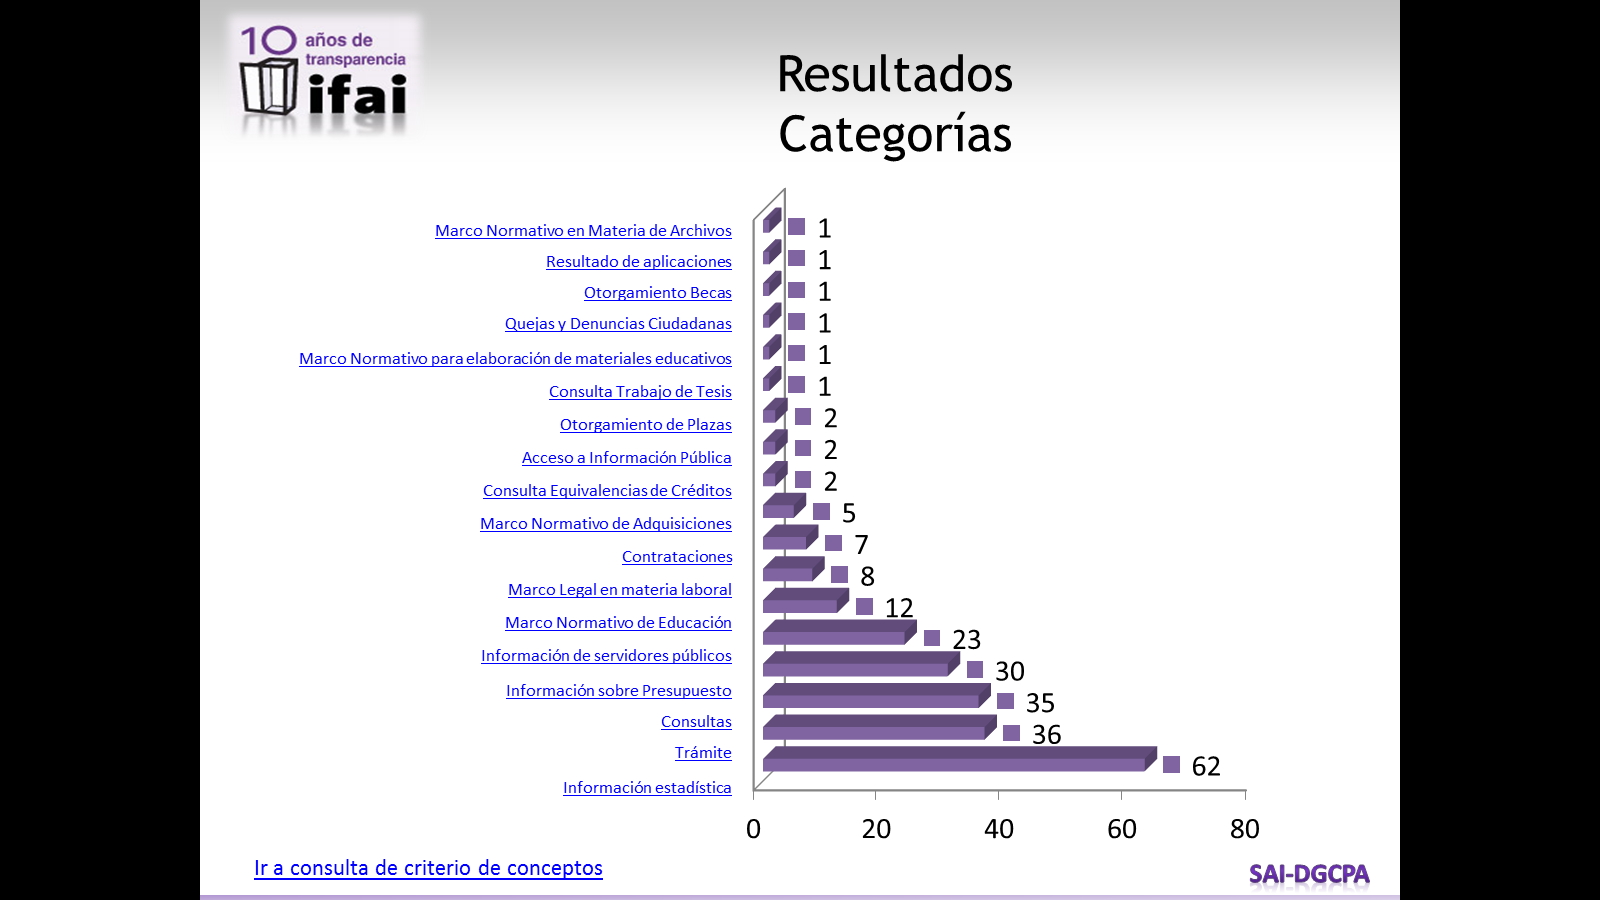 10 años de
transparencia
ifai
Resultados
Categorías
Marco Normativo en Materia de Archivos 1
Resultado de aplicaciones 1
Otorgamiento Becas 1
Quejas y Denuncias Ciudadanas 1
Marco Normativo para elaboración de materiales educativos 1
Consulta Trabajo de Tesis 1
Otorgamiento de Plazas 2
Acceso a Información Pública 2
Consulta Equivalencias de Créditos 2
Marco Normativo de Adquisiciones 5
Contrataciones 7
Marco Legal en materia laboral 8
Marco Normativo de Educación 12
Información de servidores públicos 23
Información sobre Presupuesto 30
Consultas 35
Trámite 36
Información estadística 62
0 20 40 60 80
Ir a consulta de criterio de conceptos
SAI-DGCPA